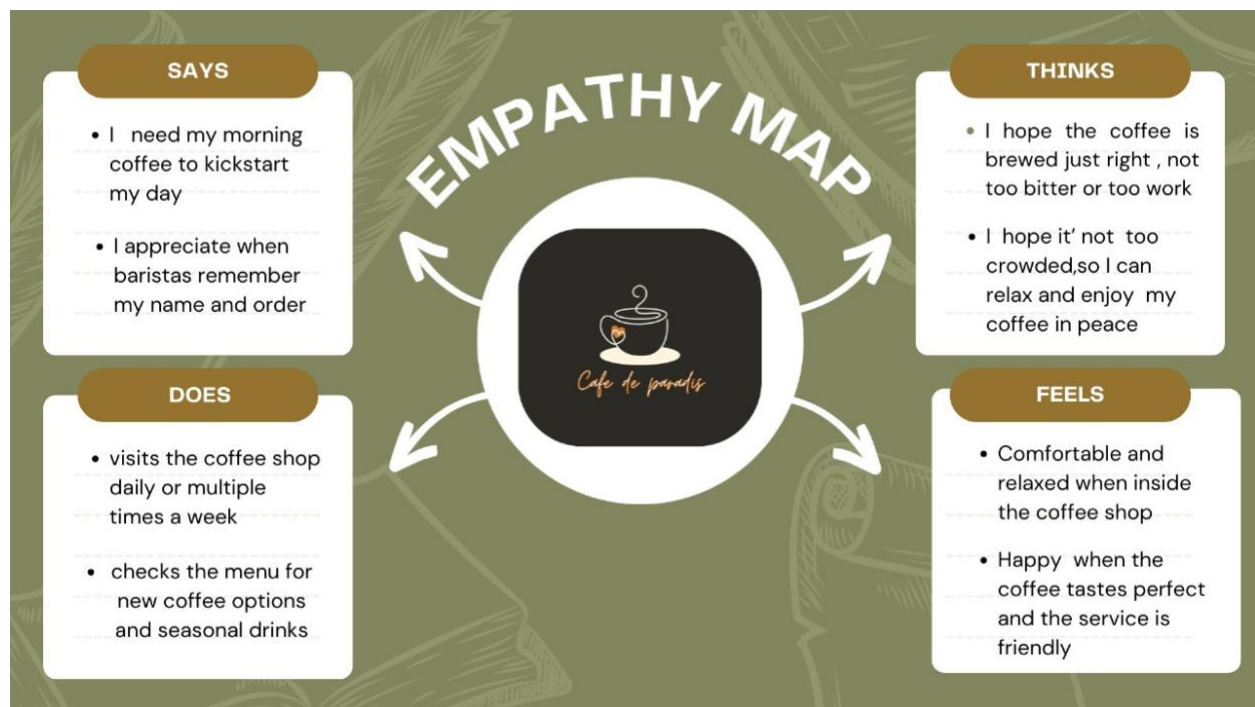 EMPATHY MAP
SAYS
• I need my morning
coffee to kickstart
my day
• I appreciate when
baristas remember
my name and order
THINKS
• I hope the coffee is
brewed just right , not
too bitter or too work
• I hope it’ not too
crowded,so I can
relax and enjoy my
coffee in peace
Cafe de paradis
DOES
• visits the coffee shop
daily or multiple
times a week
• checks the menu for
new coffee options
and seasonal drinks
FEELS
• Comfortable and
relaxed when inside
the coffee shop
• Happy when the
coffee tastes perfect
and the service is
friendly